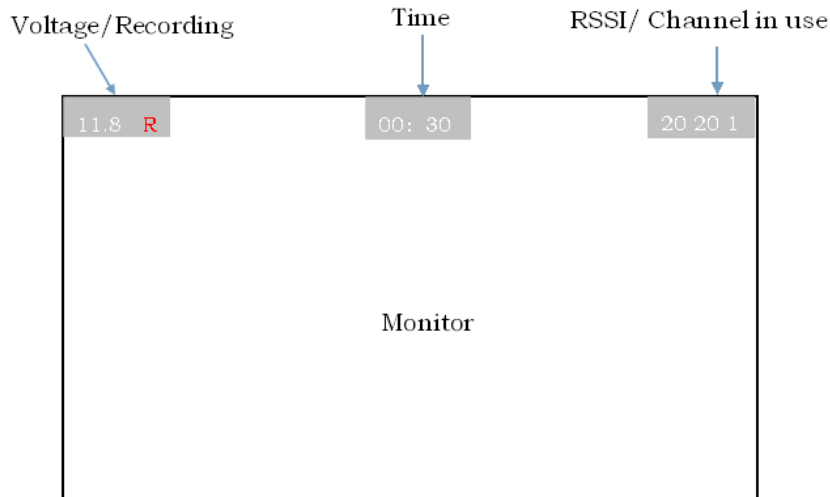 Voltage/Recording
Time
RSSI/ Channel in use
11.8 R
00: 30
20 20 1
Monitor